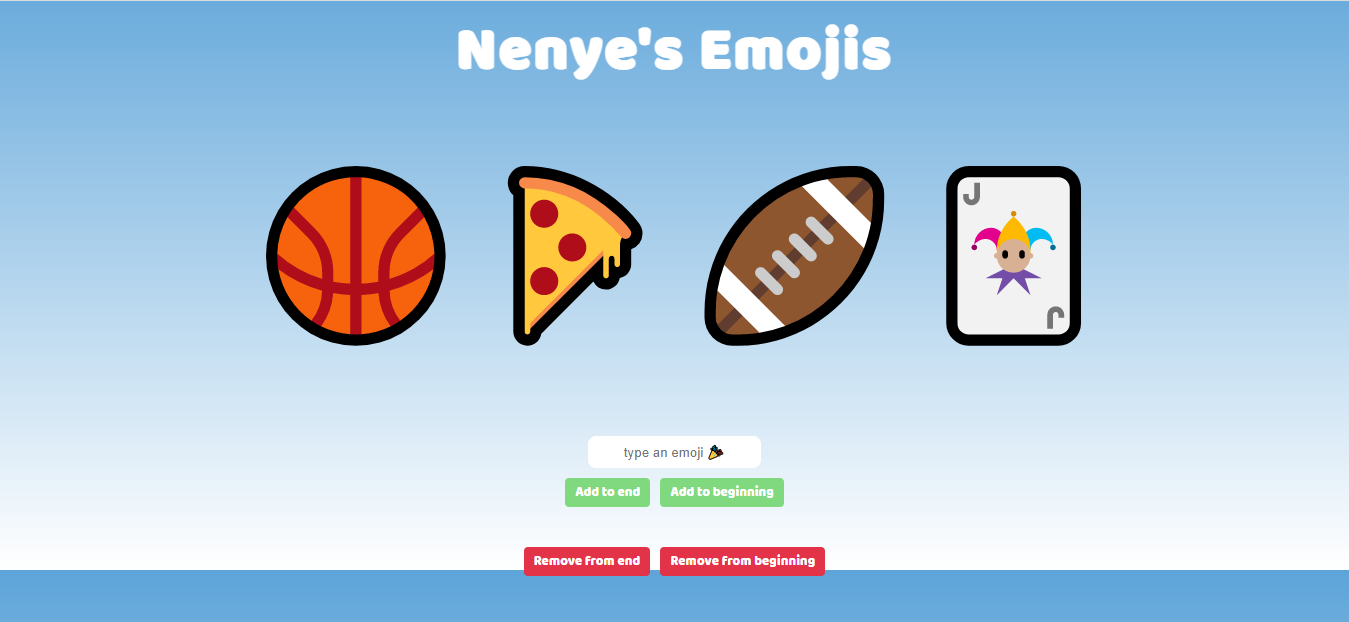 Nenye's Emojis
J
J
type an emoji 🎉
Add to end Add to beginning
Remove from end Remove from beginning